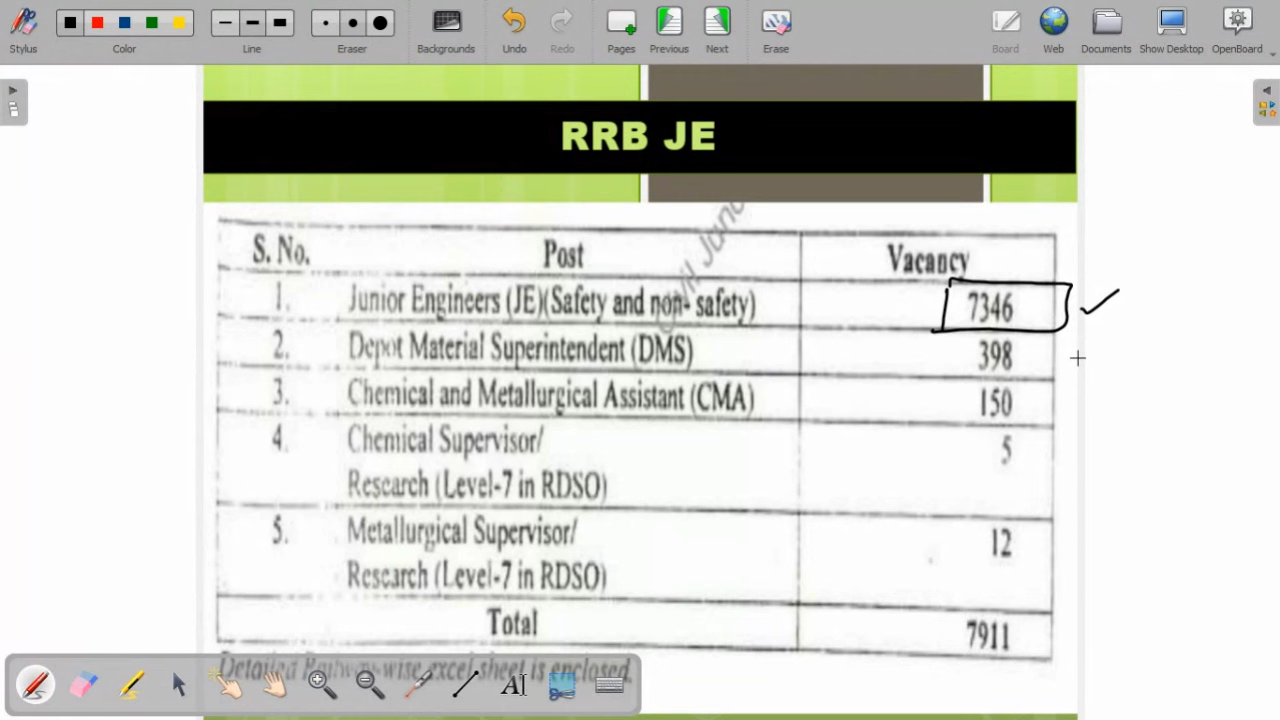 Stylus Color Line Eraser Backgrounds Undo Redo Pages Previous Next Erase Board Web Documents Show Desktop OpenBoard
RRB JE
S. No. Post Vacancy
1. Junior Engineers (JE)(Safety and non- safety) 7346
2. Depot Material Superintendent (DMS) 398
3. Chemical and Metallurgical Assistant (CMA) 150
4. Chemical Supervisor/ 5
Research (Level-7 in RDSO)
5. Metallurgical Supervisor/ 12
Research (Level-7 in RDSO)
Total 7911
Detailed Railway-wise excel sheet is enclosed.